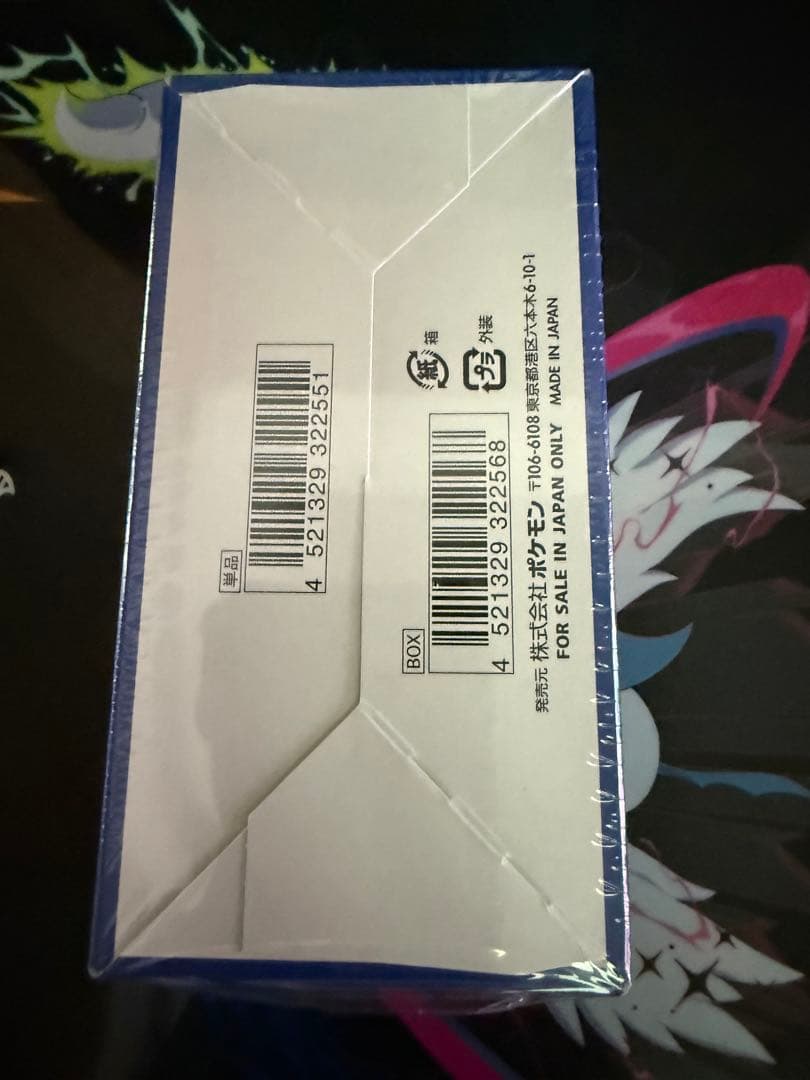 単品
4 521329 322551
紙
箱
プラ
外装
BOX
4 521329 322568
発売元 株式会社ポケモン 〒106-6108 東京都港区六本木6-10-1
FOR SALE IN JAPAN ONLY MADE IN JAPAN